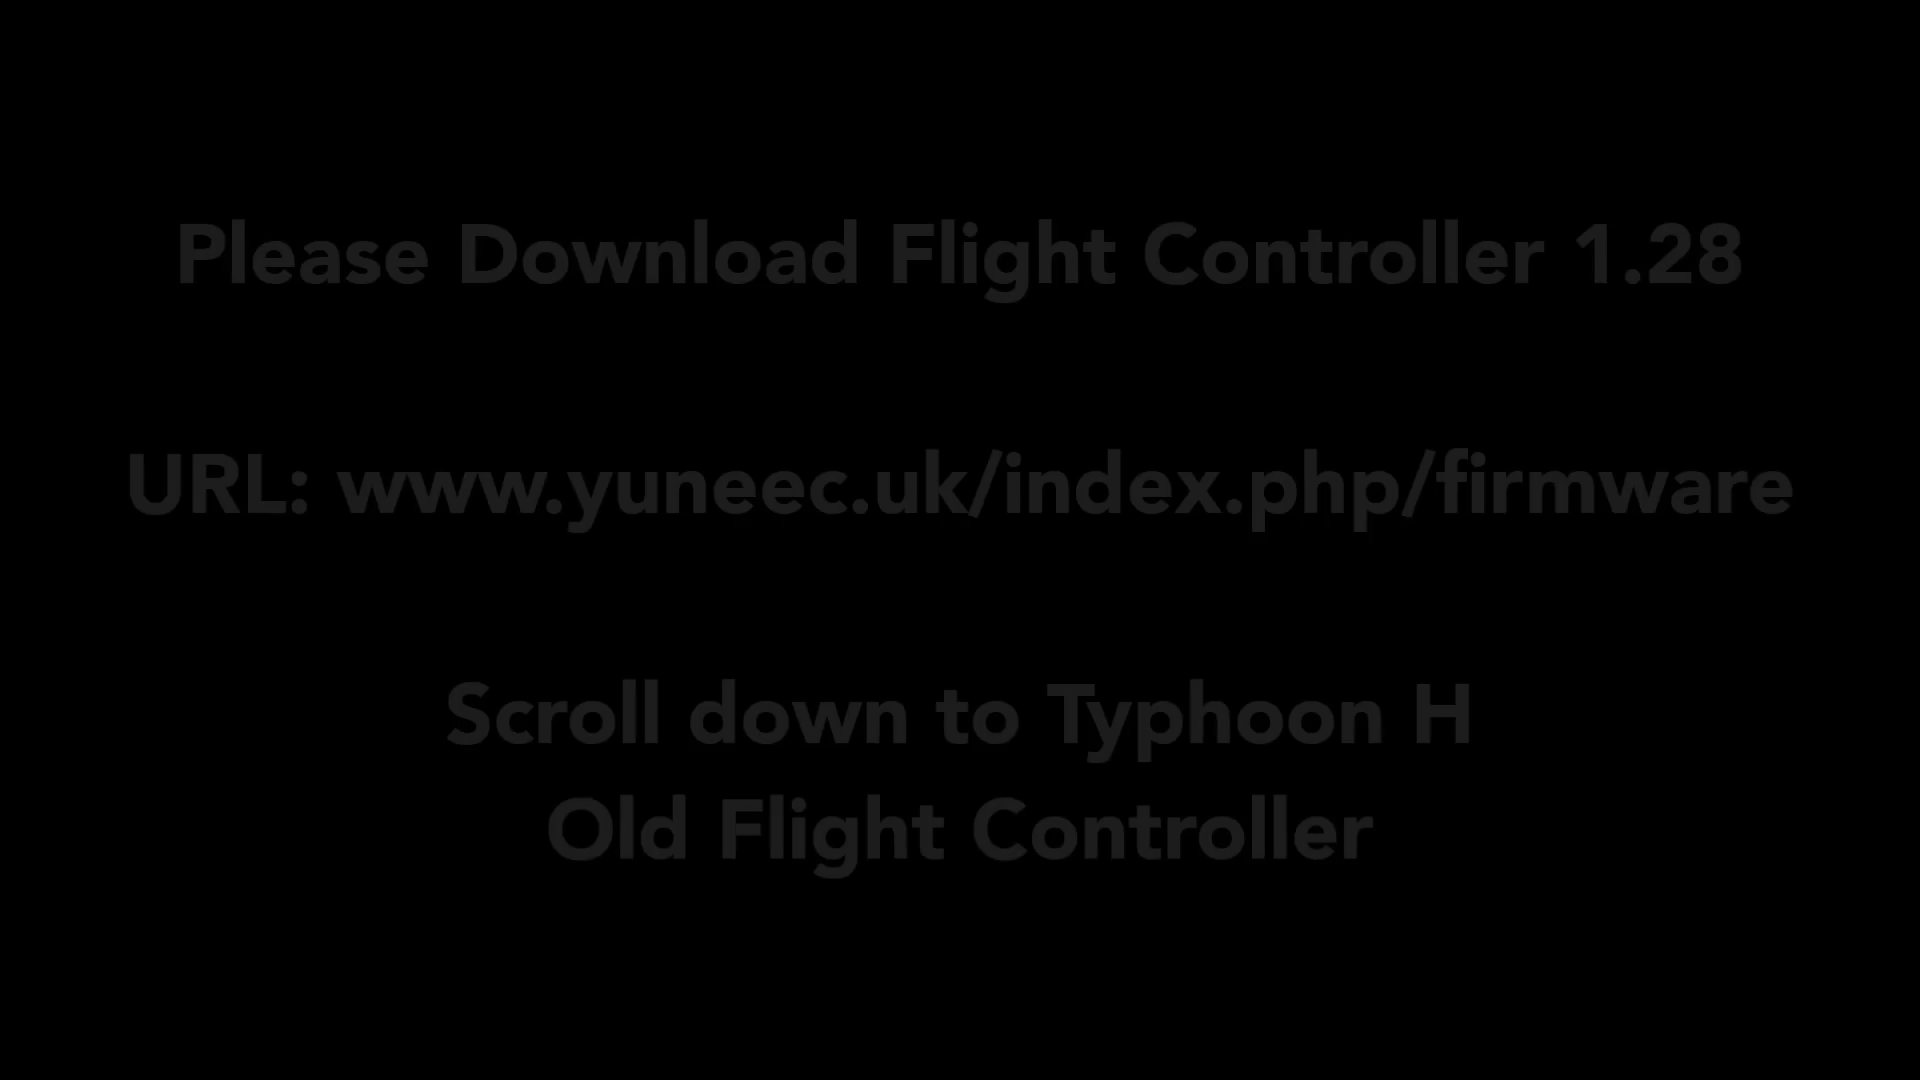 Please Download Flight Controller 1.28
URL: www.yuneec.uk/index.php/firmware
Scroll down to Typhoon H
Old Flight Controller